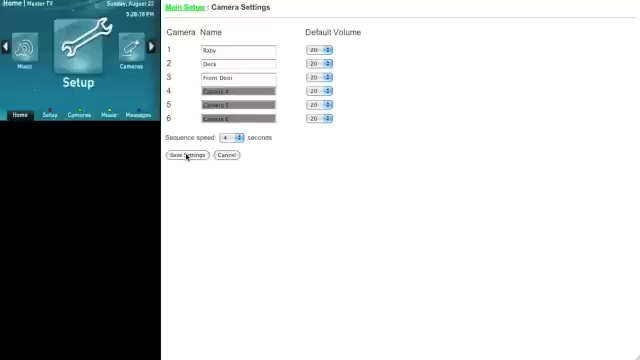 Home | Master TV Sunday, August 23
5:28:19 PM
Music
Cameras
Setup
Home Setup Cameras Music Messages
Main Setup : Camera Settings
Camera Name Default Volume
1 Baby 20
2 Deck 20
3 Front Door 20
4 Camera 4 20
5 Camera 5 20
6 Camera 6 20
Sequence speed: 4 seconds
Save Settings Cancel